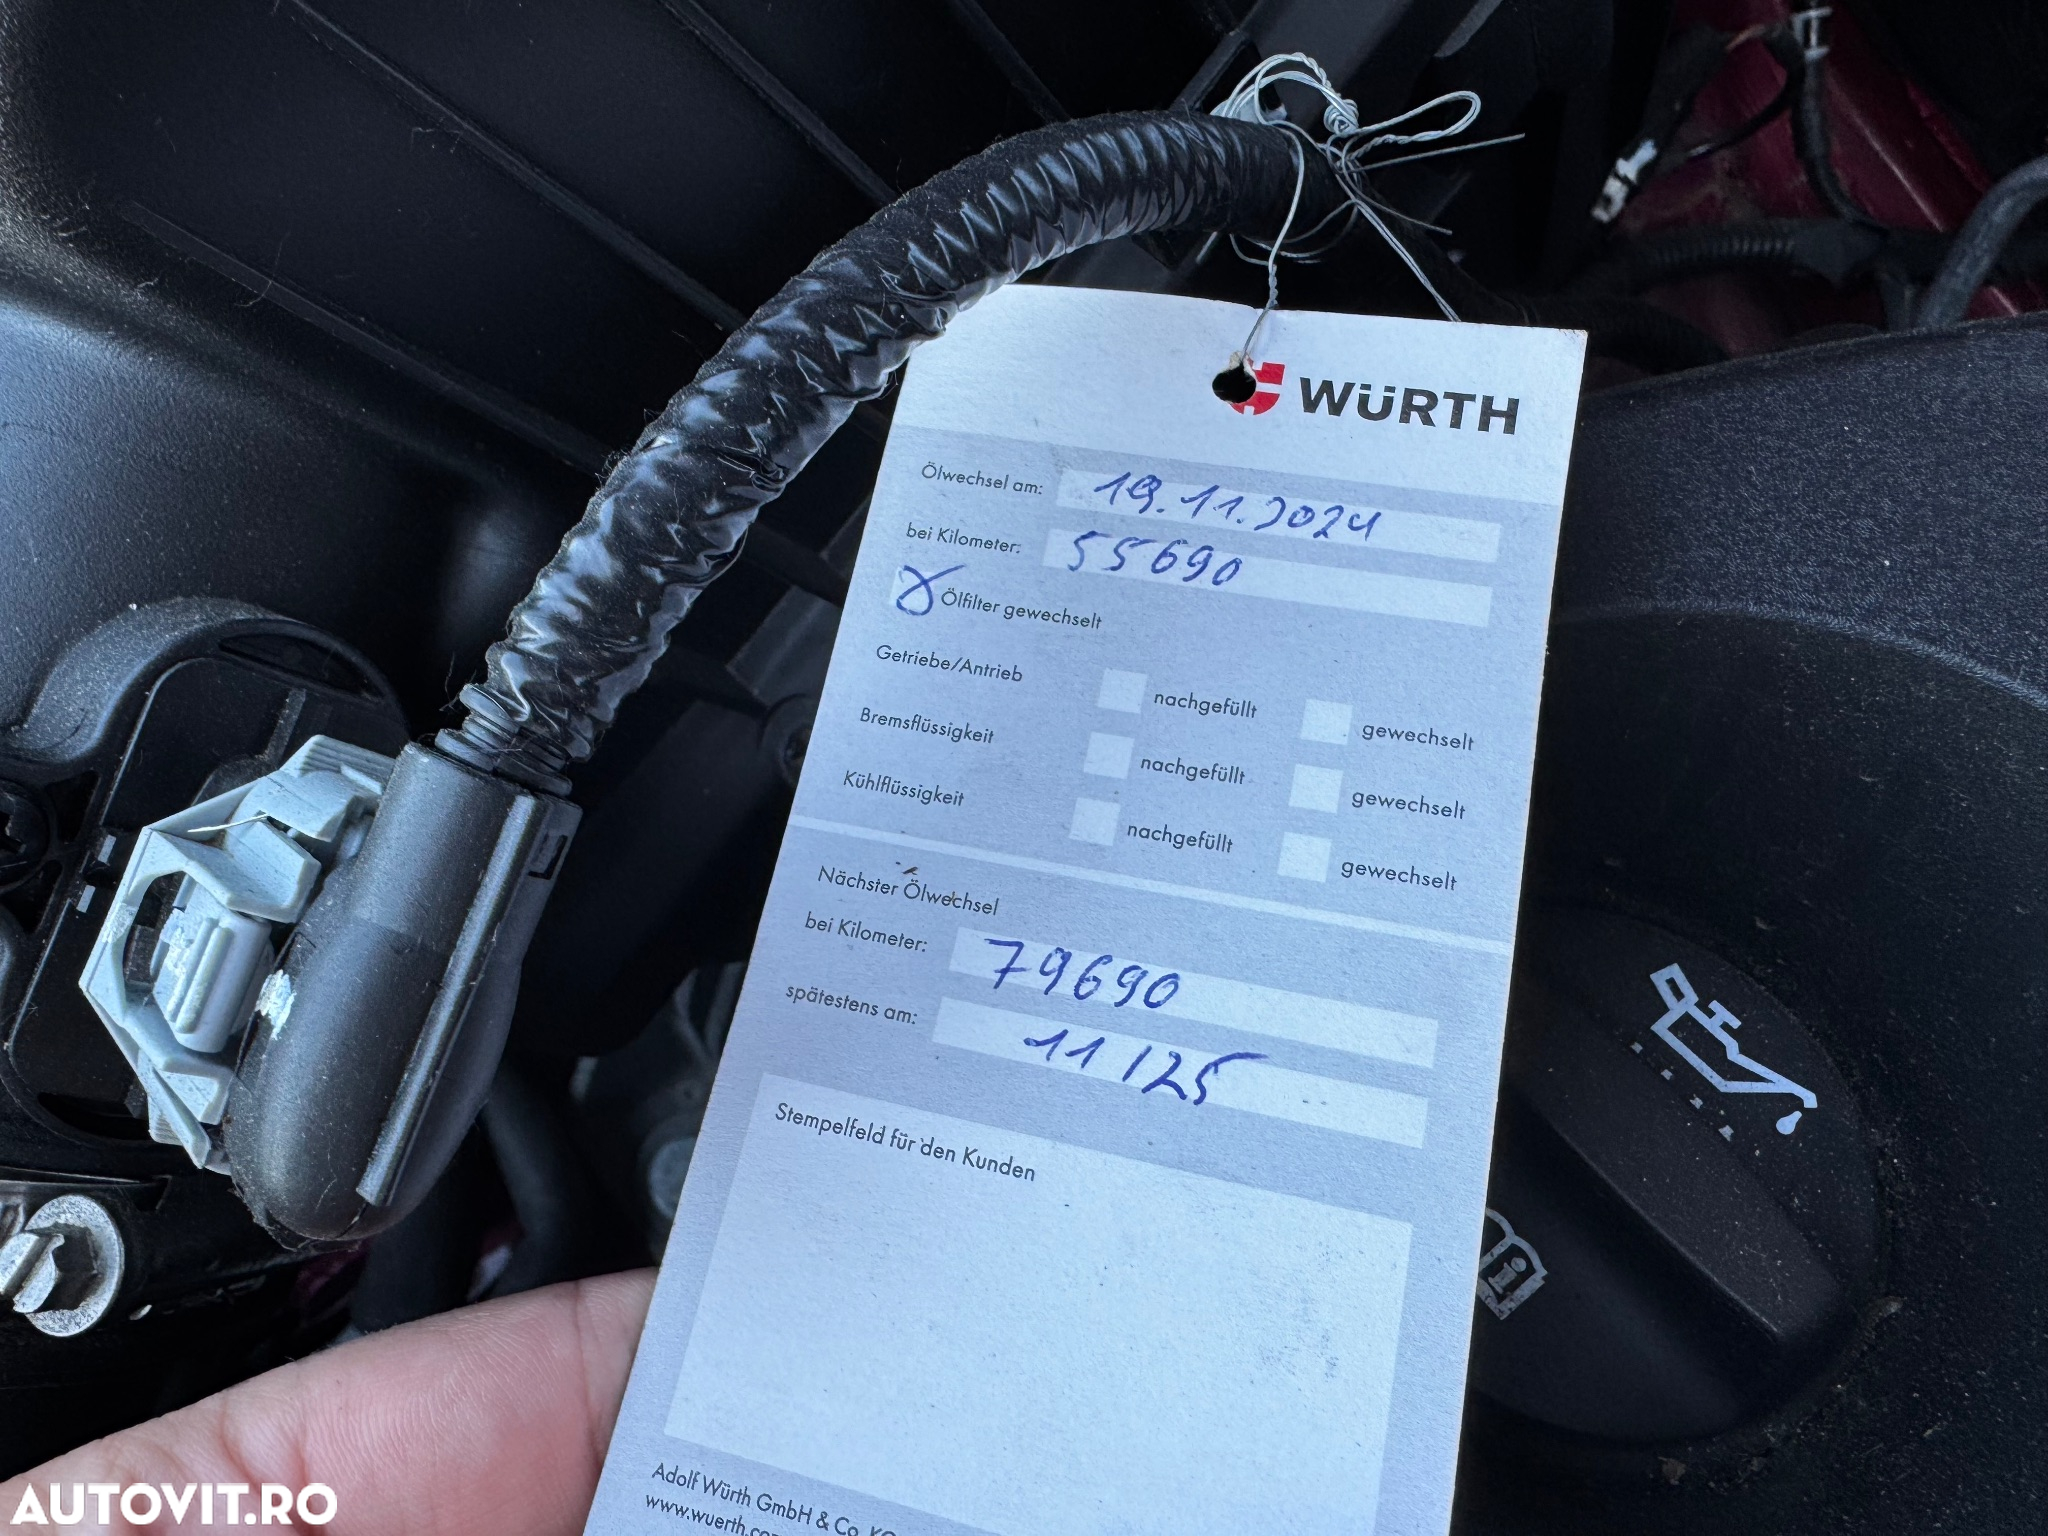 WÜRTH
Ölwechsel am: 19.11.2024
bei Kilometer: 55690
Ölfilter gewechselt
Getriebe/Antrieb nachgefüllt gewechselt
Bremsflüssigkeit nachgefüllt gewechselt
Kühlflüssigkeit nachgefüllt gewechselt
Nächster Ölwechsel
bei Kilometer: 79690
spätestens am: 11/25
Stempelfeld für den Kunden
Adolf Würth GmbH & Co.
AUTOVIT.RO